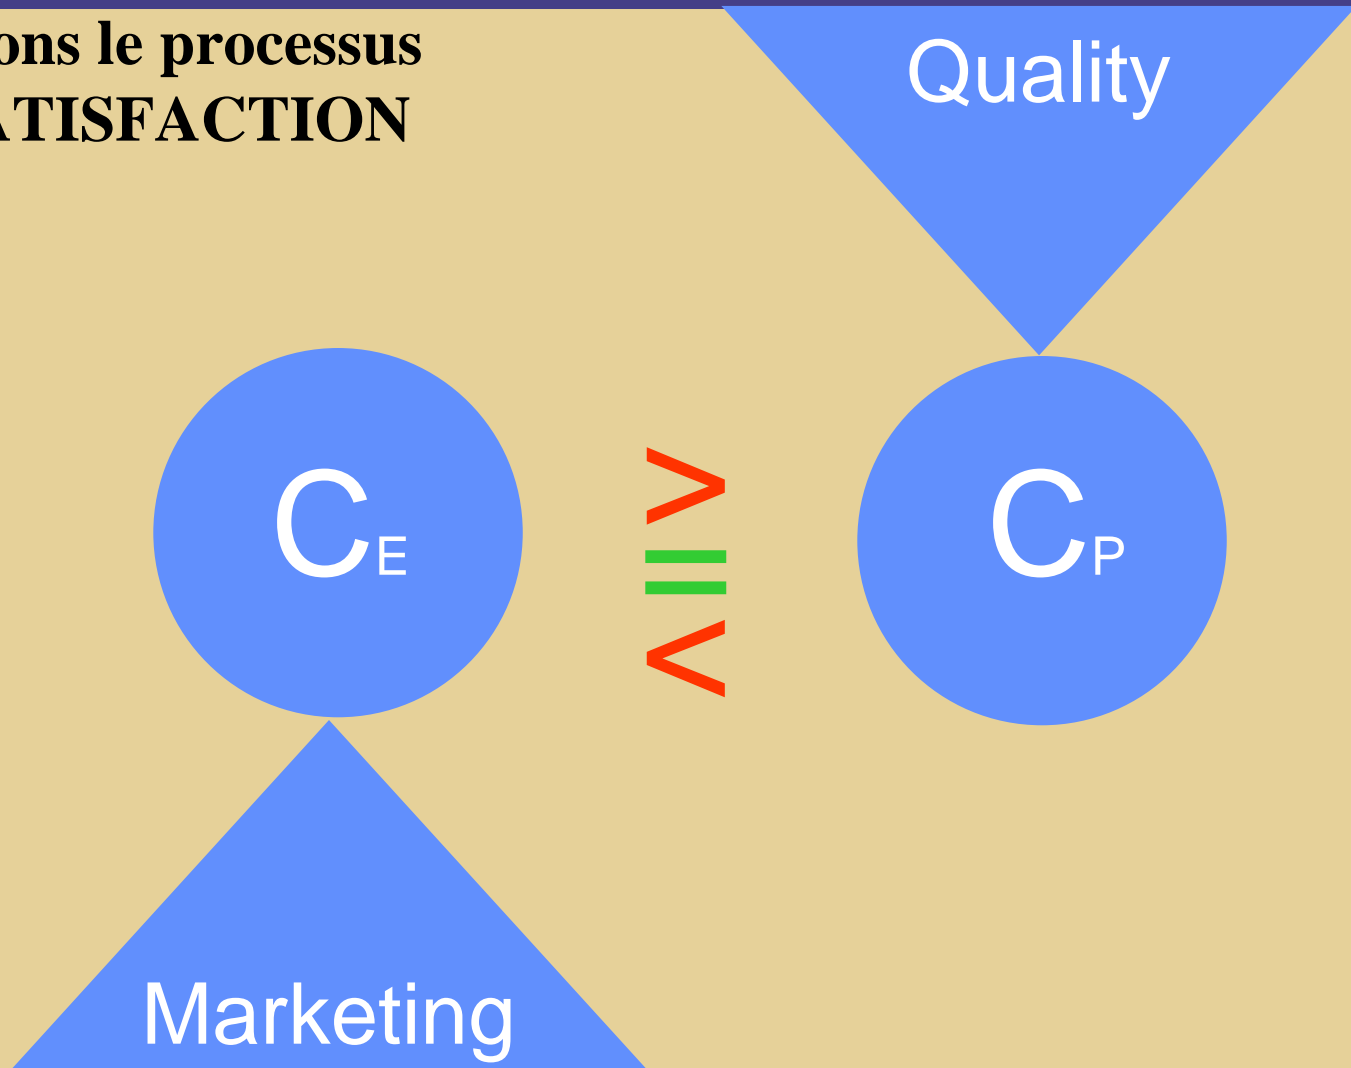 ons le processus
ATISFACTION
Quality
CE
>
=
<
CP
Marketing